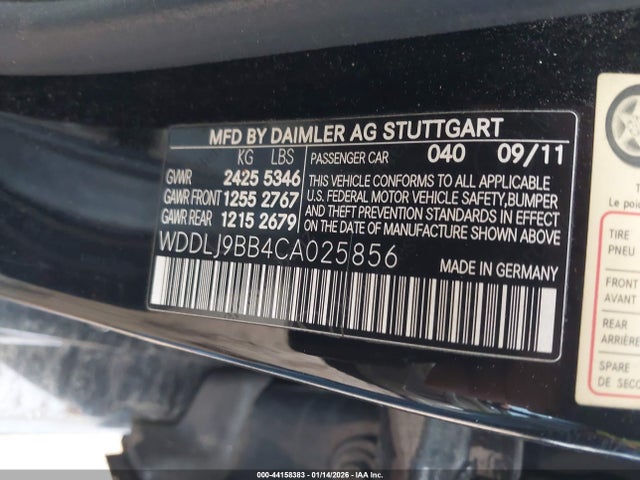 MFD BY DAIMLER AG STUTTGART
KG LBS
GVWR 2425 5346
GAWR FRONT 1255 2767
GAWR REAR 1215 2679
PASSENGER CAR 040 09/11
THIS VEHICLE CONFORMS TO ALL APPLICABLE
U.S. FEDERAL MOTOR VEHICLE SAFETY, BUMPER
AND THEFT PREVENTION STANDARDS IN EFFECT
ON THE DATE OF MANUFACTURE SHOWN ABOVE
WDDLJ9BB4CA025856
MADE IN GERMANY
Le poid
TIRE
PNEU
FRONT
AVANT
REAR
ARRIÈRE
SPARE
DE SECO
000-44158383 - 01/14/2026 - IAA Inc.